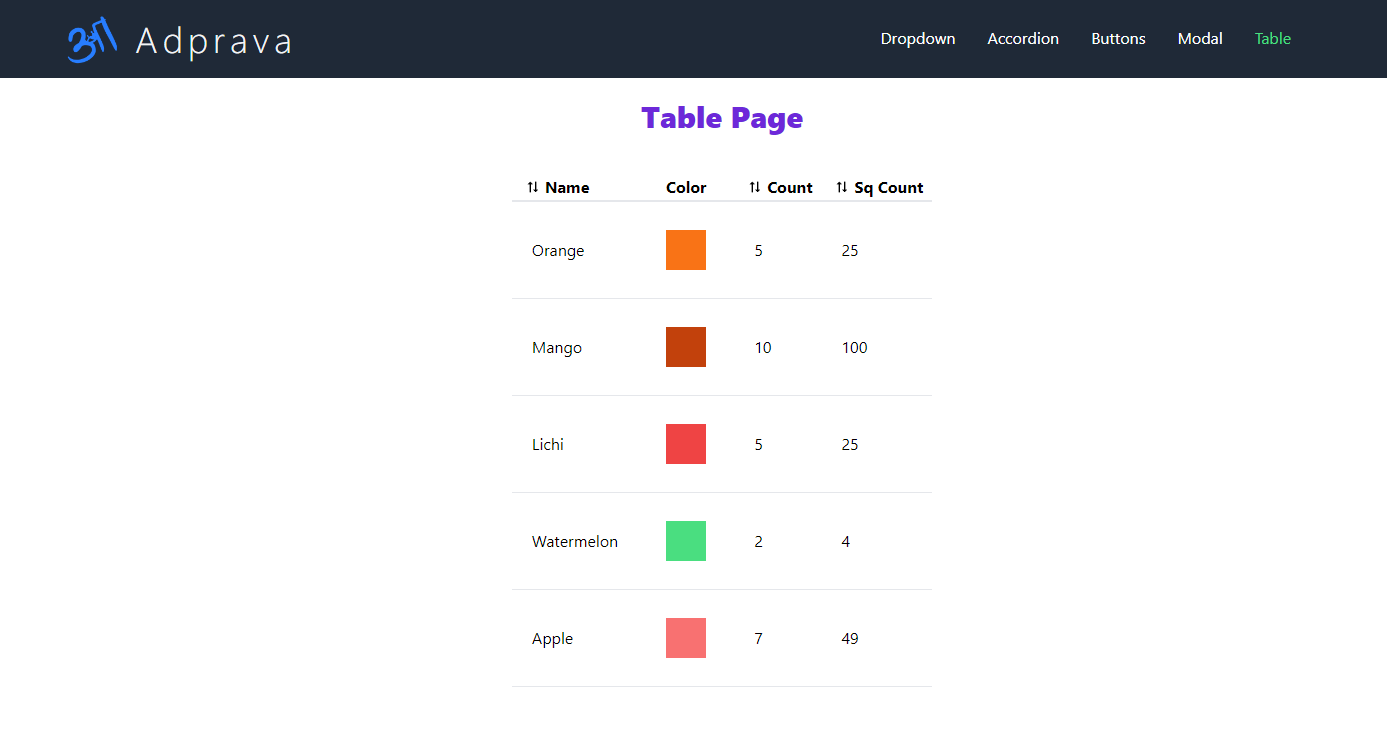 Adprava
Dropdown Accordion Buttons Modal Table
Table Page
Name Color Count Sq Count
Orange 5 25
Mango 10 100
Lichi 5 25
Watermelon 2 4
Apple 7 49